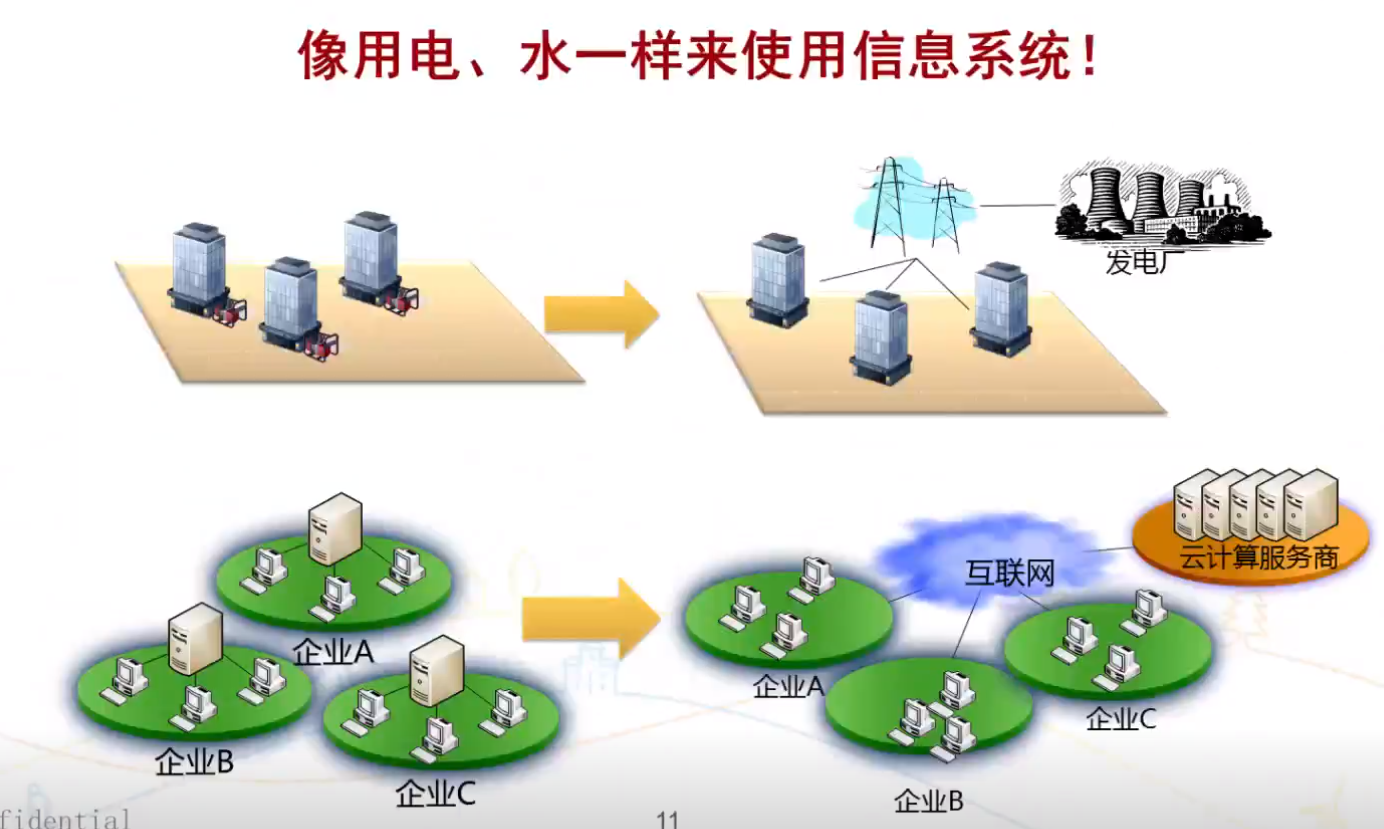 像用电、水一样来使用信息系统！
发电厂
云计算服务商
互联网
企业A
企业A
企业B
企业C
企业C
企业B
fidential
11